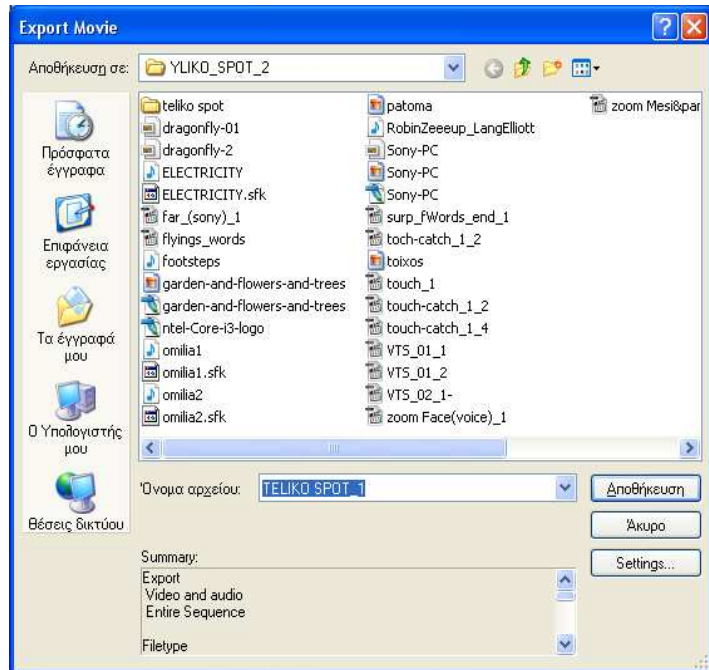 Export Movie
Αποθήκευση σε:
YLIKO_SPOT_2
Πρόσφατα
έγγραφα
Επιφάνεια
εργασίας
Τα έγγραφά
μου
Ο Υπολογιστής
μου
Θέσεις δικτύου
teliko spot
dragonfly-01
dragonfly-2
ELECTRICITY
ELECTRICITY.sfk
far_(sony)_1
flyings_words
footsteps
garden-and-flowers-and-trees
garden-and-flowers-and-trees
ntel-Core-i3-logo
omilia1
omilia1.sfk
omilia2
omilia2.sfk
patoma
RobinZeeeup_LangElliott
Sony-PC
Sony-PC
Sony-PC
surp_fWords_end_1
toch-catch_1_2
toixos
touch_1
touch-catch_1_2
touch-catch_1_4
VTS_01_1
VTS_01_2
VTS_02_1-
zoom Face(voice)_1
zoom Mesi&par
Όνομα αρχείου:
TELIKO SPOT_1
Αποθήκευση
Άκυρο
Settings...
Summary:
Export
Video and audio
Entire Sequence
Filetype